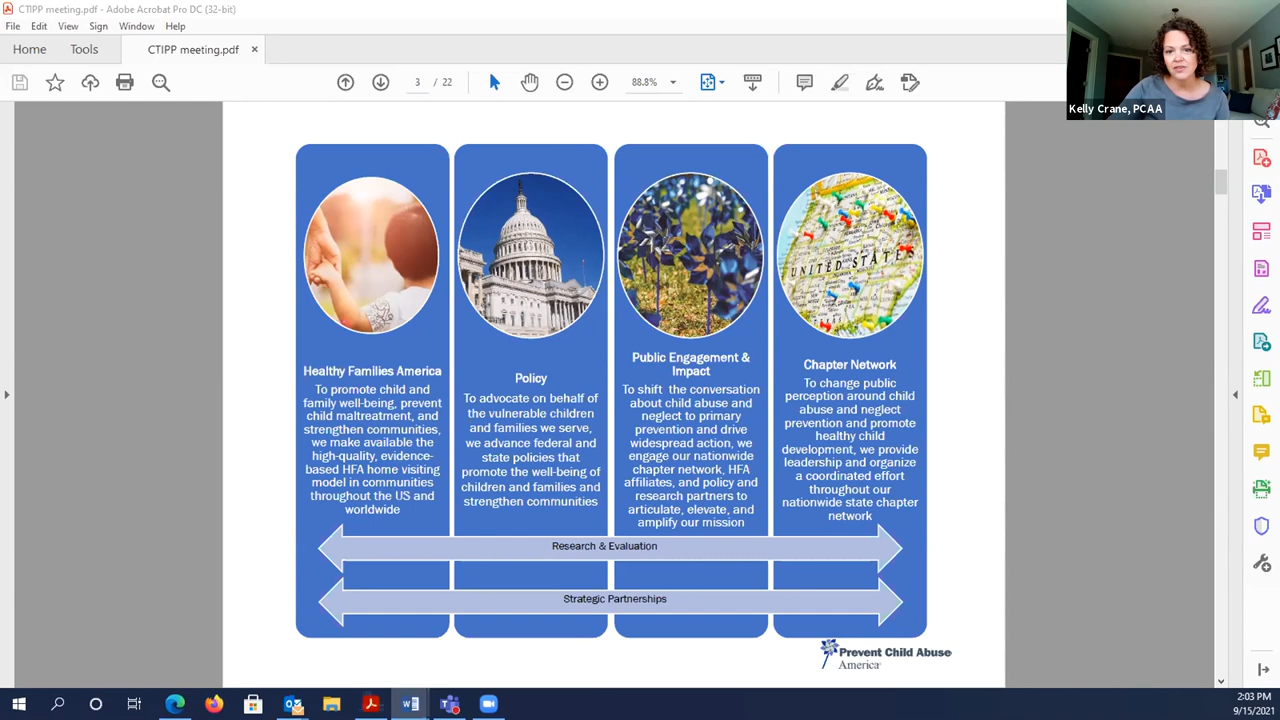 CTIPP meeting.pdf - Adobe Acrobat Pro DC (32-bit)
File Edit View Sign Window Help
Home Tools CTIPP meeting.pdf ×
3 / 22 88.8%
Kelly Crane, PCAA
UNITED STATES
Healthy Families America
To promote child and
family well-being, prevent
child maltreatment, and
strengthen communities,
we make available the
high-quality, evidence-
based HFA home visiting
model in communities
throughout the US and
worldwide
Policy
To advocate on behalf of
the vulnerable children
and families we serve,
we advance federal and
state policies that
promote the well-being of
children and families and
strengthen communities
Public Engagement &
Impact
To shift the conversation
about child abuse and
neglect to primary
prevention and drive
widespread action, we
engage our nationwide
chapter network, HFA
affiliates, and policy and
research partners to
articulate, elevate, and
amplify our mission
Chapter Network
To change public
perception around child
abuse and neglect
prevention and promote
healthy child
development, we provide
leadership and organize
a coordinated effort
throughout our
nationwide state chapter
network
Research & Evaluation
Strategic Partnerships
Prevent Child Abuse
America
2:03 PM
9/15/2021